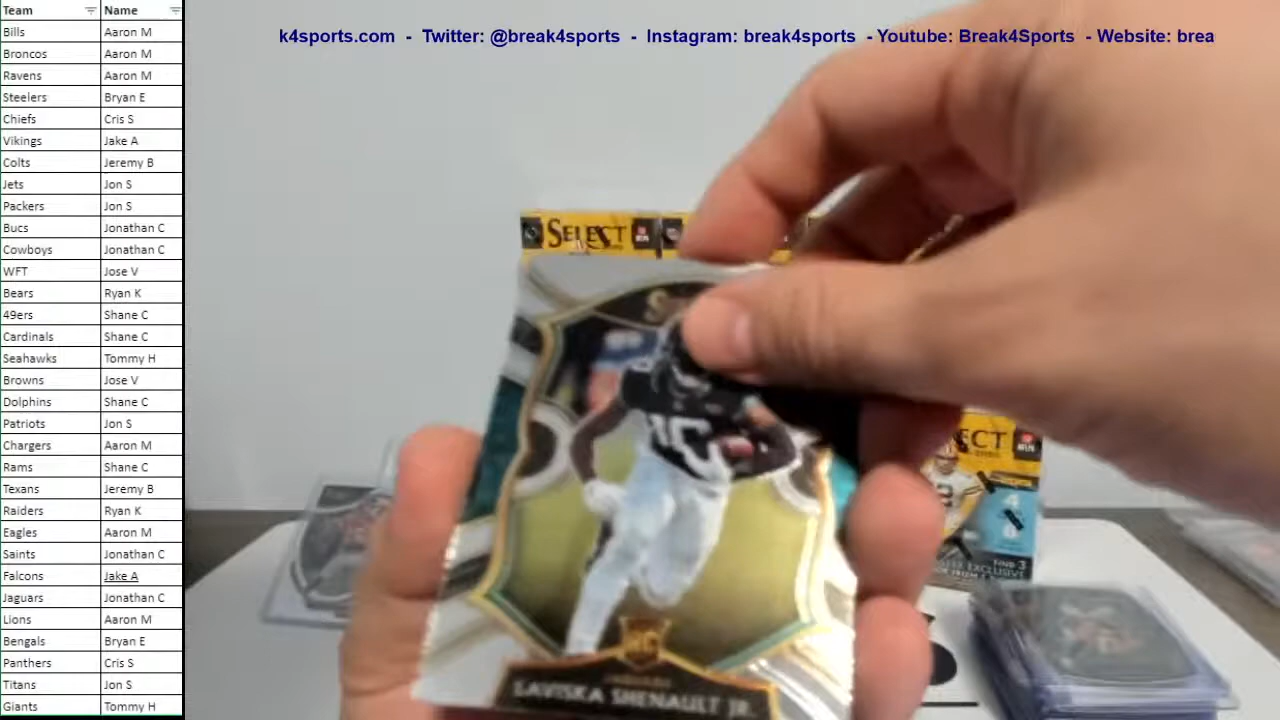 Team Name
Bills Aaron M
Broncos Aaron M
Ravens Aaron M
Steelers Bryan E
Chiefs Cris S
Vikings Jake A
Colts Jeremy B
Jets Jon S
Packers Jon S
Bucs Jonathan C
Cowboys Jonathan C
WFT Jose V
Bears Ryan K
49ers Shane C
Cardinals Shane C
Seahawks Tommy H
Browns Jose V
Dolphins Shane C
Patriots Jon S
Chargers Aaron M
Rams Shane C
Texans Jeremy B
Raiders Ryan K
Eagles Aaron M
Saints Jonathan C
Falcons Jake A
Jaguars Jonathan C
Lions Aaron M
Bengals Bryan E
Panthers Cris S
Titans Jon S
Giants Tommy H
k4sports.com - Twitter: @break4sports - Instagram: break4sports - Youtube: Break4Sports - Website: brea
SELECT
RC
LAVISKA SHENAULT JR.
ECT
4
EXCLUSIVE